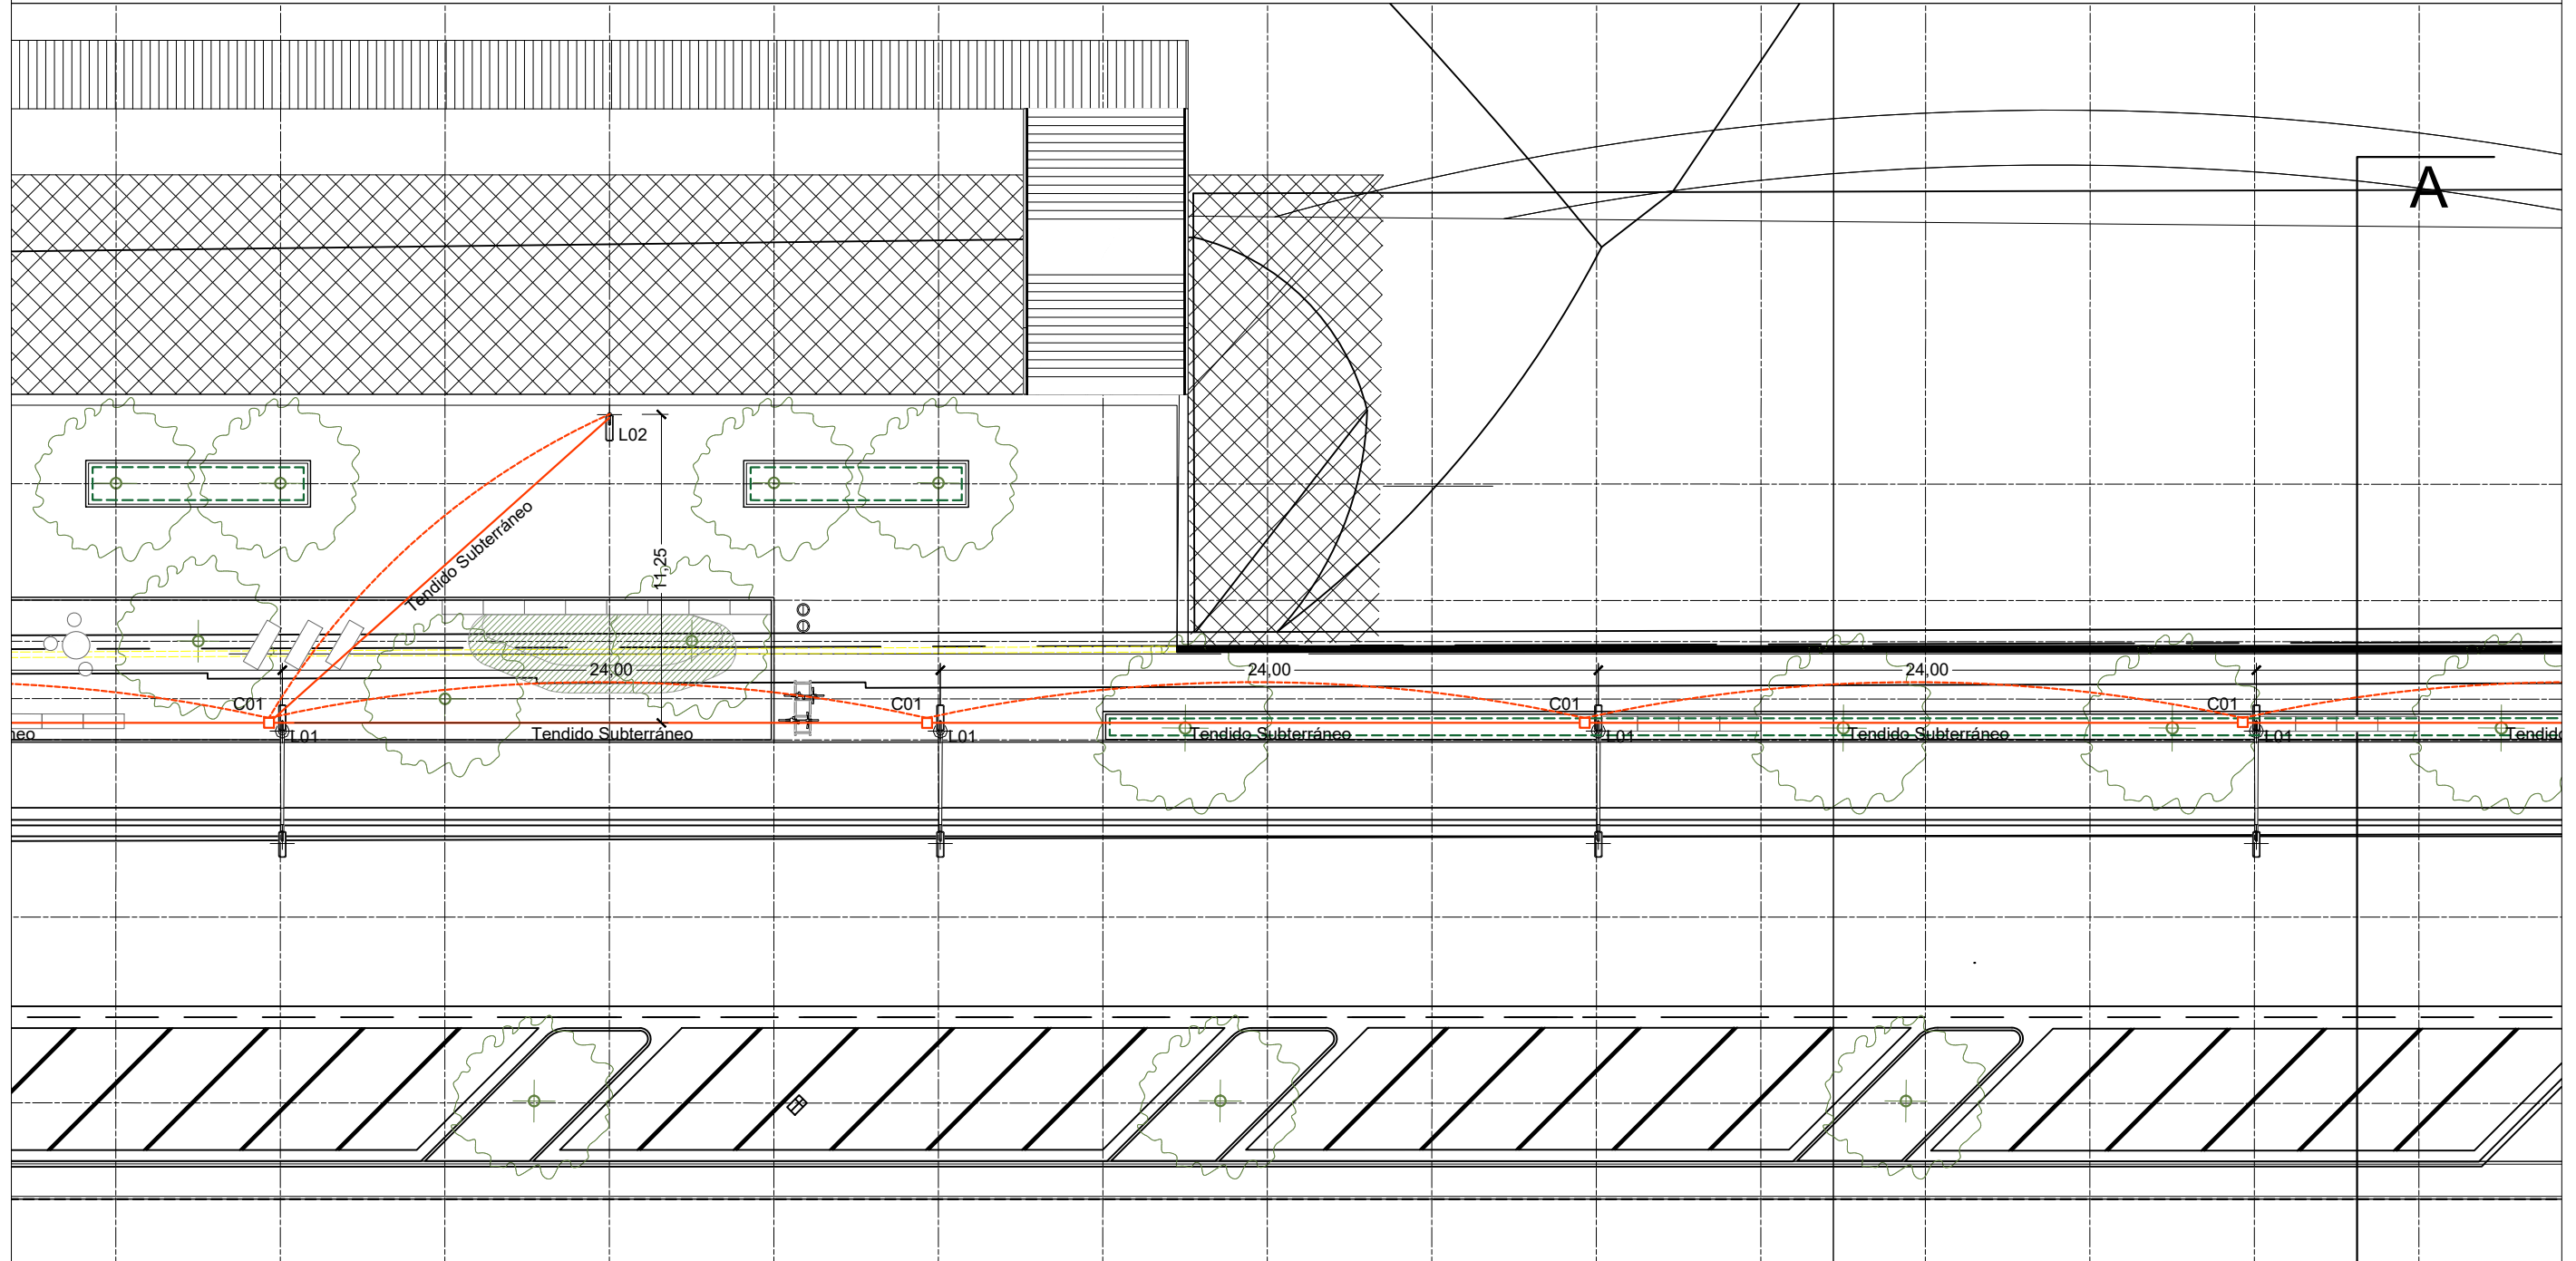 A
L02
Tendido Subterráneo
11,25
24,00
24,00
24,00
C01
C01
C01
C01
neo
L01
Tendido Subterráneo
L01
Tendido Subterráneo
L01
Tendido Subterráneo
L01
Tendido